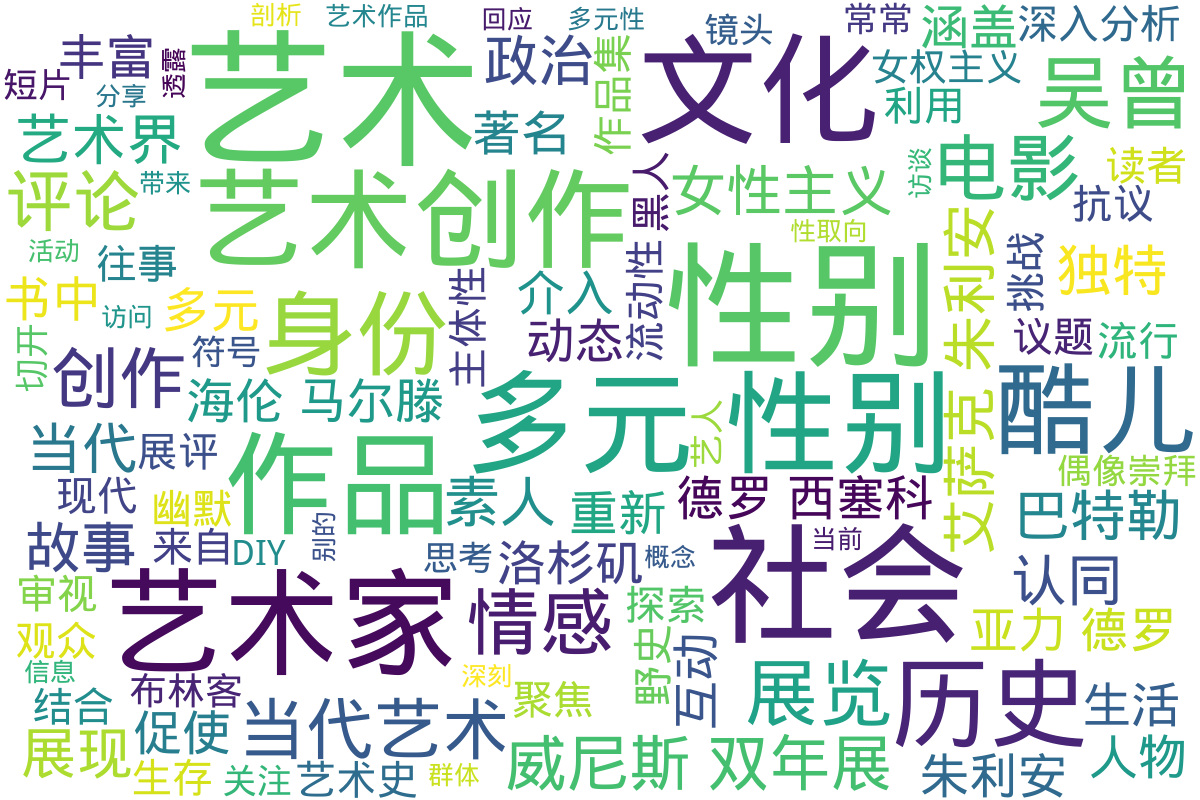 剖析
艺术作品
回应
多元性
镜头
常常
涵盖
深入分析
丰富
透露
艺术
政治
作品集
文化
女权主义
吴曾
短片
分享
利用
艺术界
著名
黑人
电影
读者
带来
访谈
评论
艺术创作
女性主义
抗议
活动
往事
流动性
性取向
朱利安
挑战
独特
书中
访问
多元
身份
主体性
介入
性别
切开
创作
符号
动态
议题
流行
海伦 马尔滕
多元 性别
酷儿
当代
展评
作品
艺人
艾萨克
偶像崇拜
现代
幽默
素人
重新
德罗 西塞科
巴特勒
故事
来自
DIY
别的
思考
洛杉矶
概念
当前
社会
认同
审视
艺术家
情感
探索
亚力 德罗
观众
野史
信息
布林客
深刻
聚焦
互动
展览
历史
生活
结合
促使
当代艺术
展现
威尼斯 双年展
人物
生存
关注
艺术史
群体
朱利安